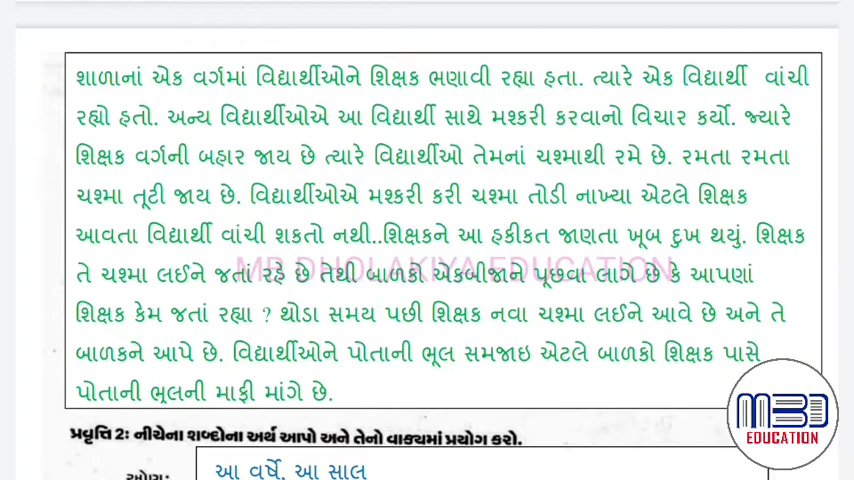 શાળાનાં એક વર્ગમાં વિદ્યાર્થીઓને શિક્ષક ભણાવી રહ્યા હતા. ત્યારે એક વિદ્યાર્થી વાંચી
રહ્યો હતો. અન્ય વિદ્યાર્થીઓએ આ વિદ્યાર્થી સાથે મશ્કરી કરવાનો વિચાર કર્યો. જ્યારે
શિક્ષક વર્ગની બહાર જાય છે ત્યારે વિદ્યાર્થીઓ તેમનાં ચશ્માથી રમે છે. રમતા રમતા
ચશ્મા તૂટી જાય છે. વિદ્યાર્થીઓએ મશ્કરી કરી ચશ્મા તોડી નાખ્યા એટલે શિક્ષક
આવતા વિદ્યાર્થી વાંચી શકતો નથી..શિક્ષકને આ હકીકત જાણતા ખૂબ દુખ થયું. શિક્ષક
તે ચશ્મા લઈને જતાં રહે છે તેથી બાળકો એકબીજાને પૂછવા લાગે છે કે આપણાં
MR DHOLAKIYA EDUCATION
શિક્ષક કેમ જતાં રહ્યા ? થોડા સમય પછી શિક્ષક નવા ચશ્મા લઈને આવે છે અને તે
બાળકને આપે છે. વિદ્યાર્થીઓને પોતાની ભૂલ સમજાઇ એટલે બાળકો શિક્ષક પાસે
પોતાની ભૂલની માફી માંગે છે.
પ્રવૃત્તિ 2: નીચેના શબ્દોના અર્થ આપો અને તેનો વાક્યમાં પ્રયોગ કરો.
ઓણ: આ વર્ષે, આ સાલ
EDUCATION